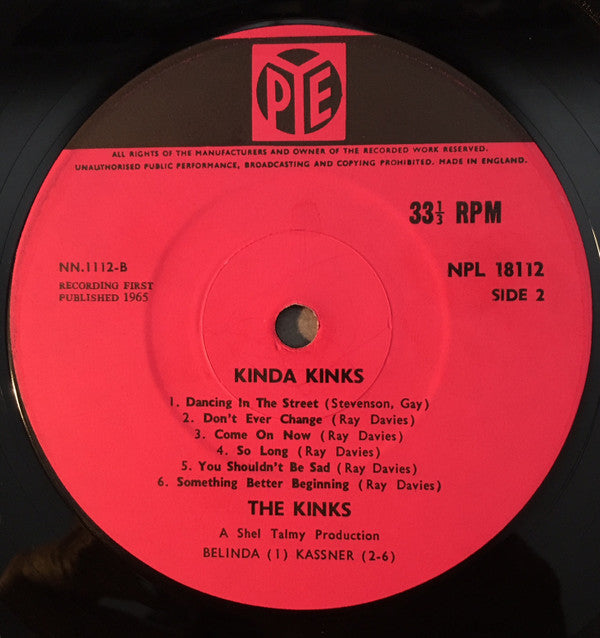 PYE
ALL RIGHTS OF THE MANUFACTURERS AND OWNER OF THE RECORDED WORK RESERVED.
UNAUTHORISED PUBLIC PERFORMANCE, BROADCASTING AND COPYING PROHIBITED. MADE IN ENGLAND.
33⅓ RPM
NN.1112-B
NPL 18112
RECORDING FIRST
PUBLISHED 1965
SIDE 2
KINDA KINKS
1. Dancing In The Street (Stevenson, Gay)
2. Don't Ever Change (Ray Davies)
3. Come On Now (Ray Davies)
4. So Long (Ray Davies)
5. You Shouldn't Be Sad (Ray Davies)
6. Something Better Beginning (Ray Davies)
THE KINKS
A Shel Talmy Production
BELINDA (1) KASSNER (2-6)